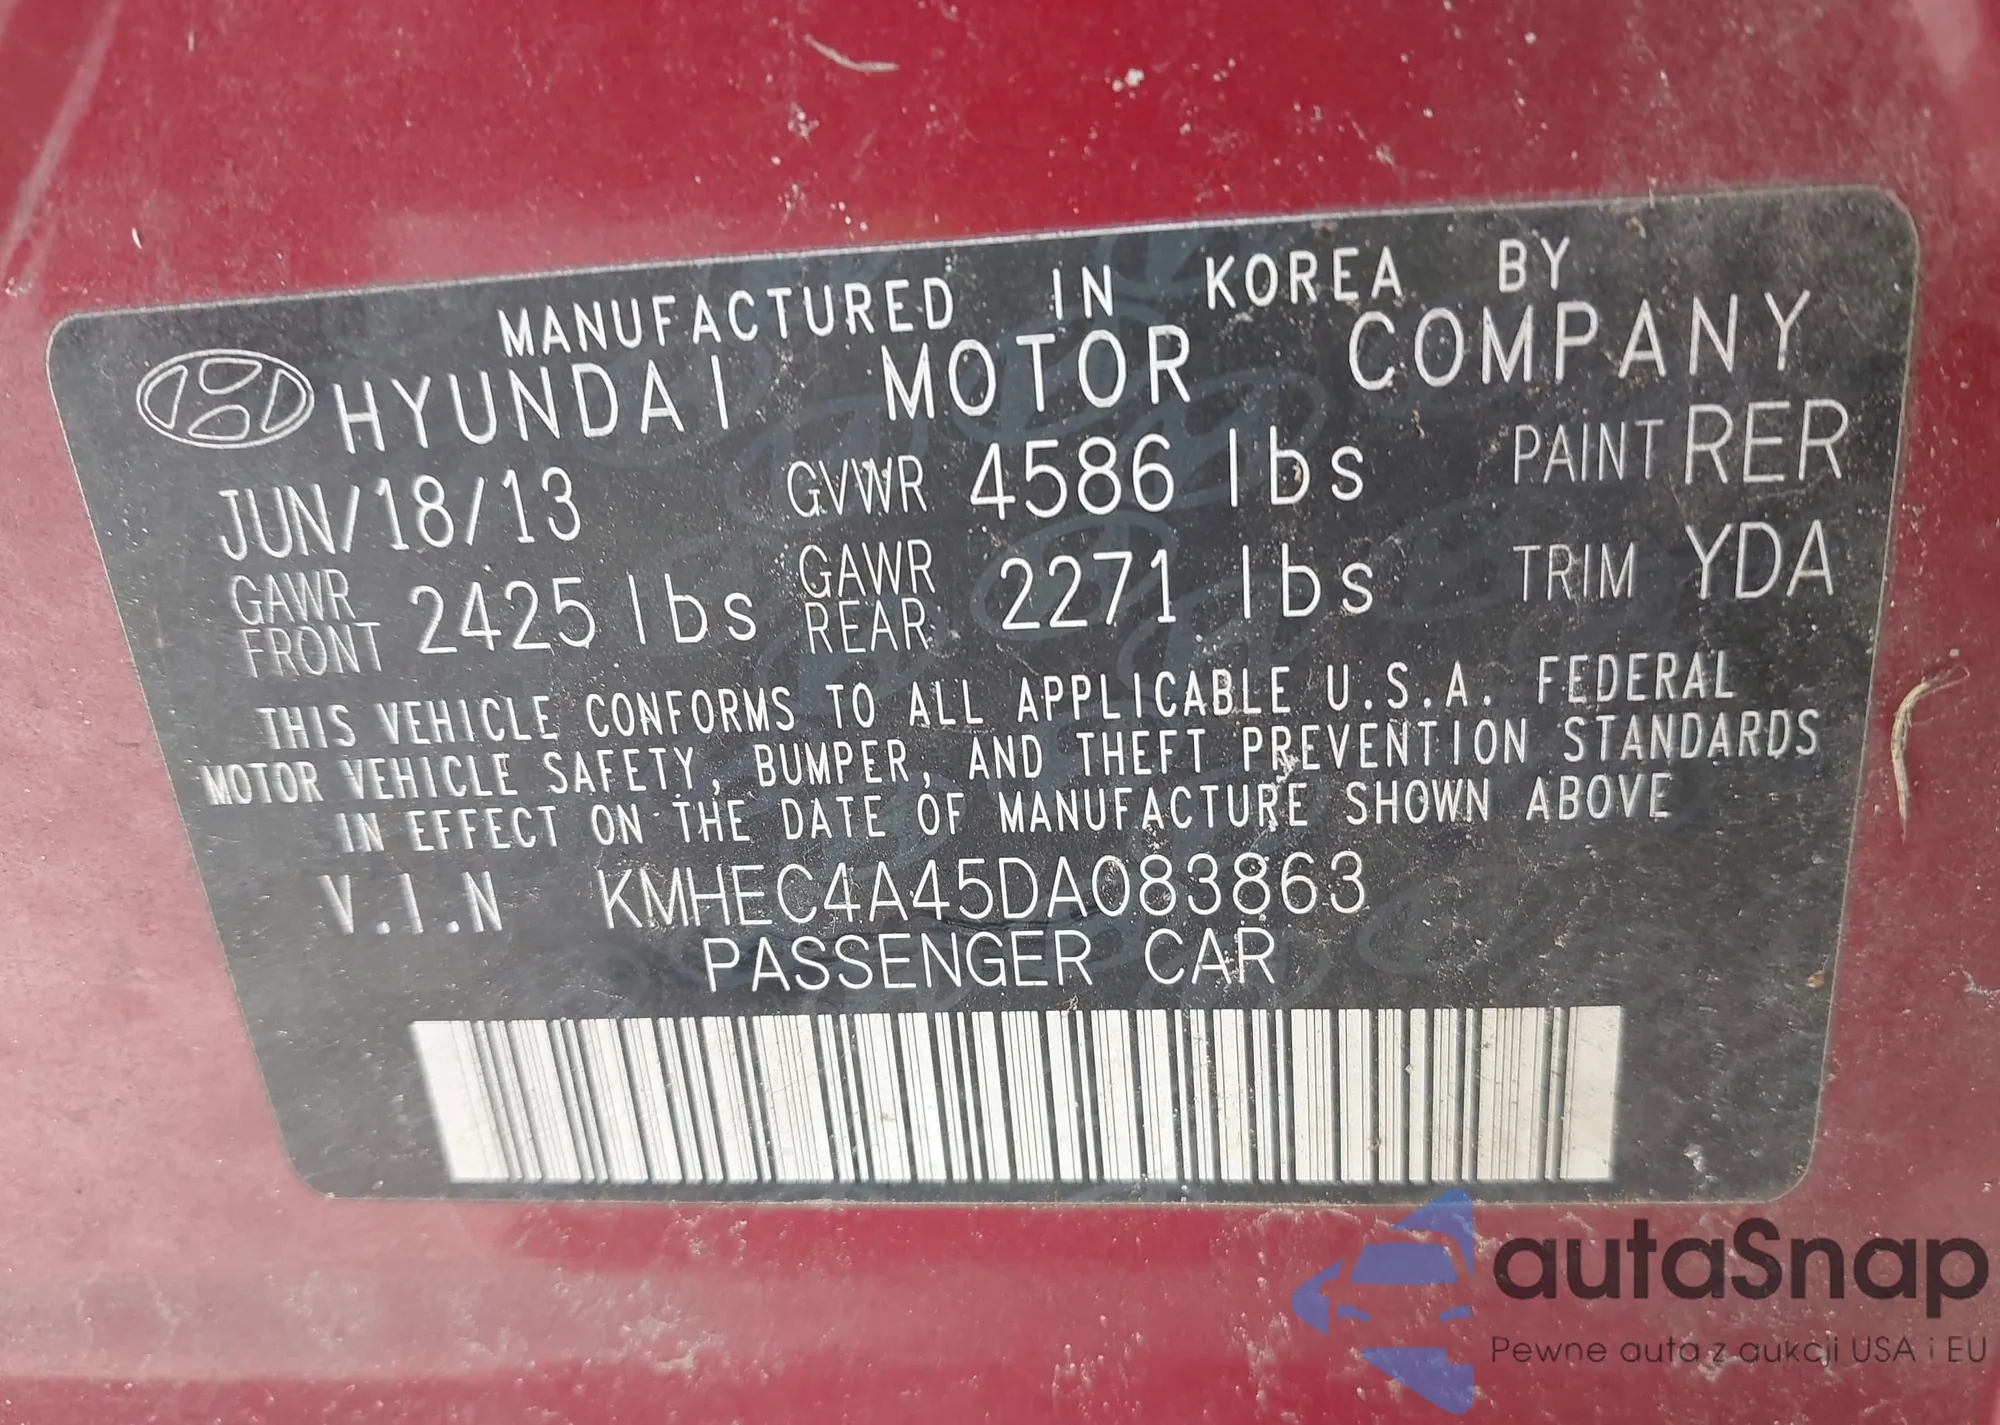 MANUFACTURED IN KOREA BY
HYUNDAI MOTOR COMPANY
JUN/18/13 GVWR 4586 lbs PAINT RER
GAWR FRONT 2425 lbs GAWR REAR 2271 lbs TRIM YDA
THIS VEHICLE CONFORMS TO ALL APPLICABLE U.S.A. FEDERAL
MOTOR VEHICLE SAFETY, BUMPER, AND THEFT PREVENTION STANDARDS
IN EFFECT ON THE DATE OF MANUFACTURE SHOWN ABOVE
V.I.N KMHEC4A45DA083863
PASSENGER CAR
autaSnap
Pewne auta z aukcji USA i EU